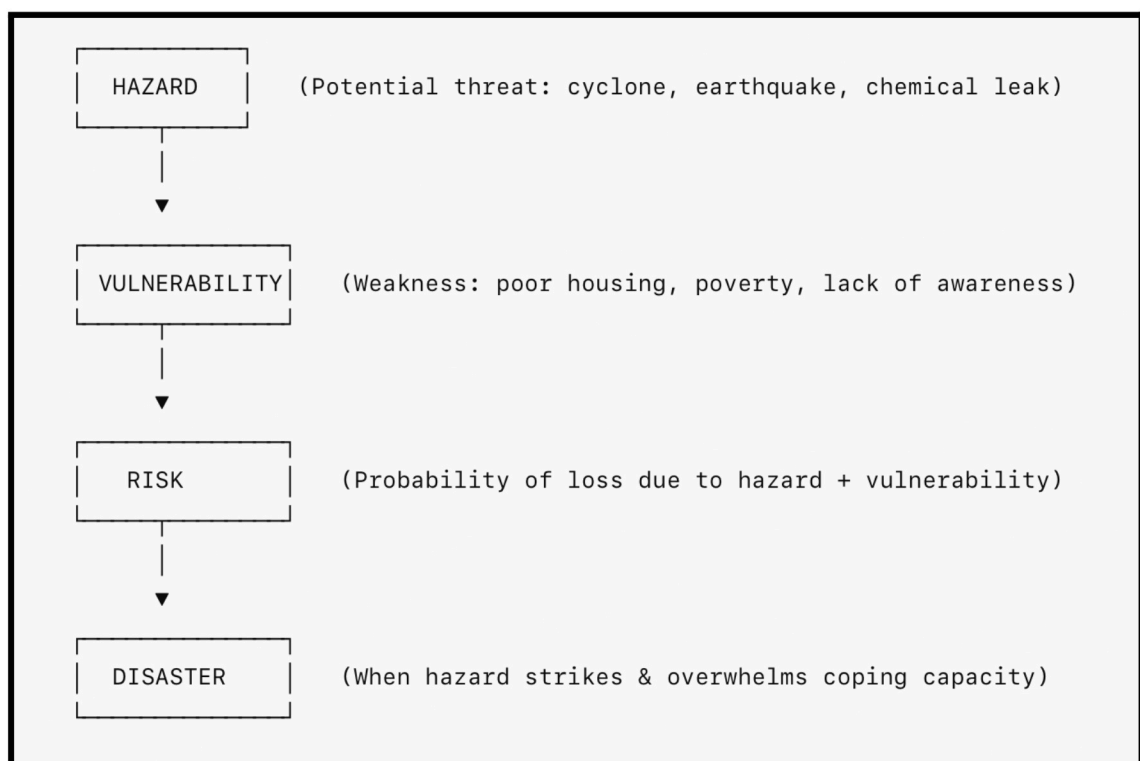 HAZARD (Potential threat: cyclone, earthquake, chemical leak)
VULNERABILITY (Weakness: poor housing, poverty, lack of awareness)
RISK (Probability of loss due to hazard + vulnerability)
DISASTER (When hazard strikes & overwhelms coping capacity)